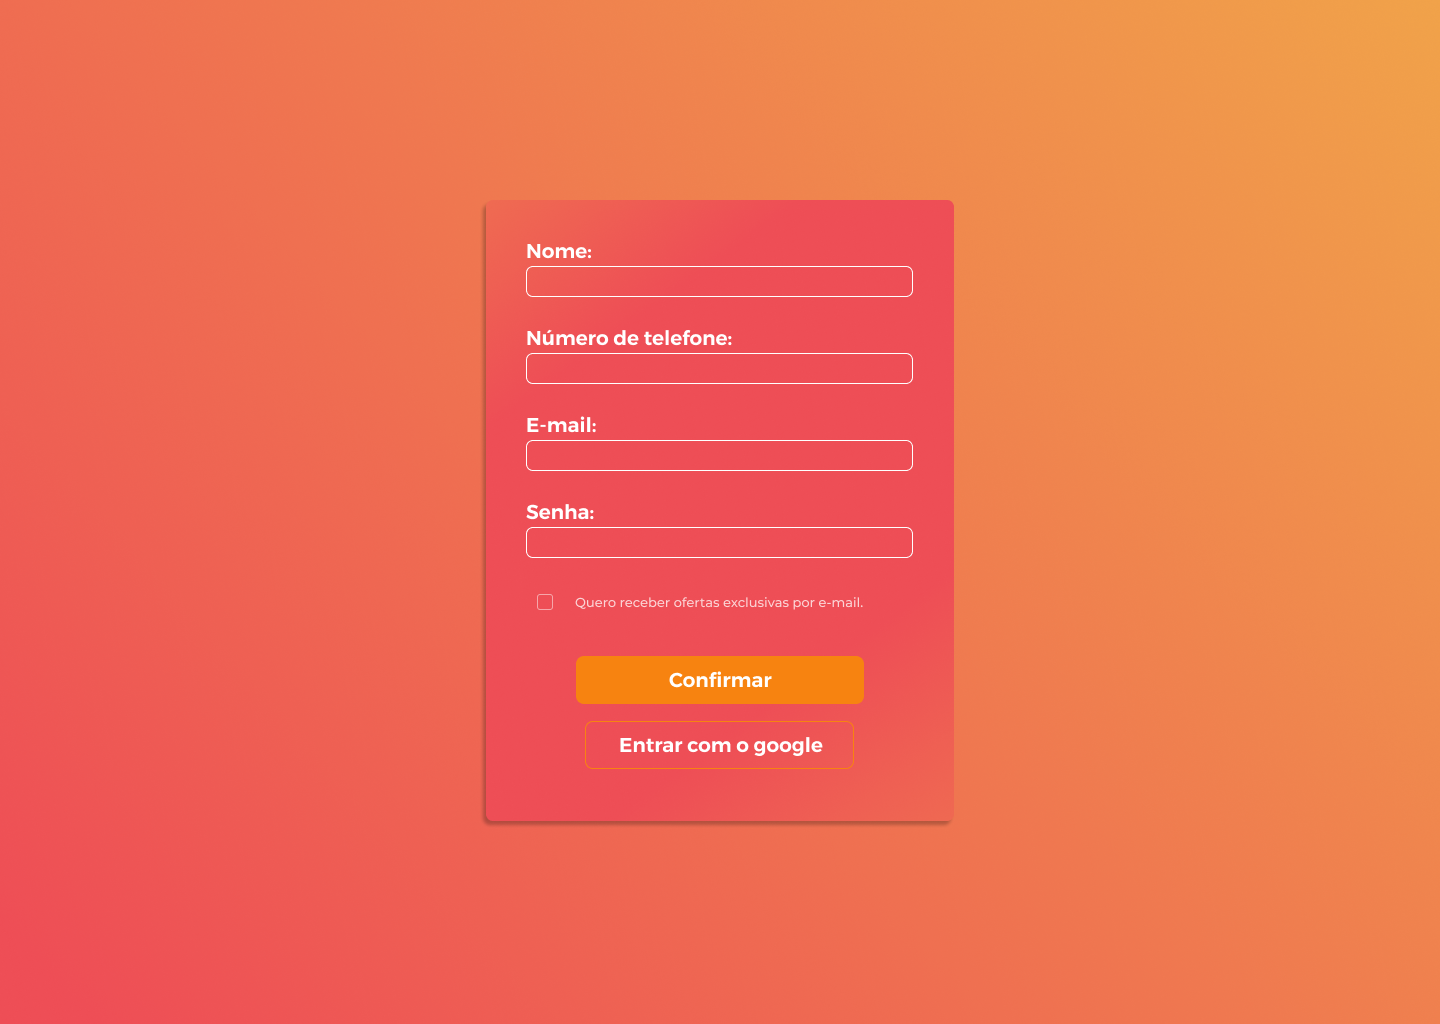 Nome:
Número de telefone:
E-mail:
Senha:
Quero receber ofertas exclusivas por e-mail.
Confirmar
Entrar com o google